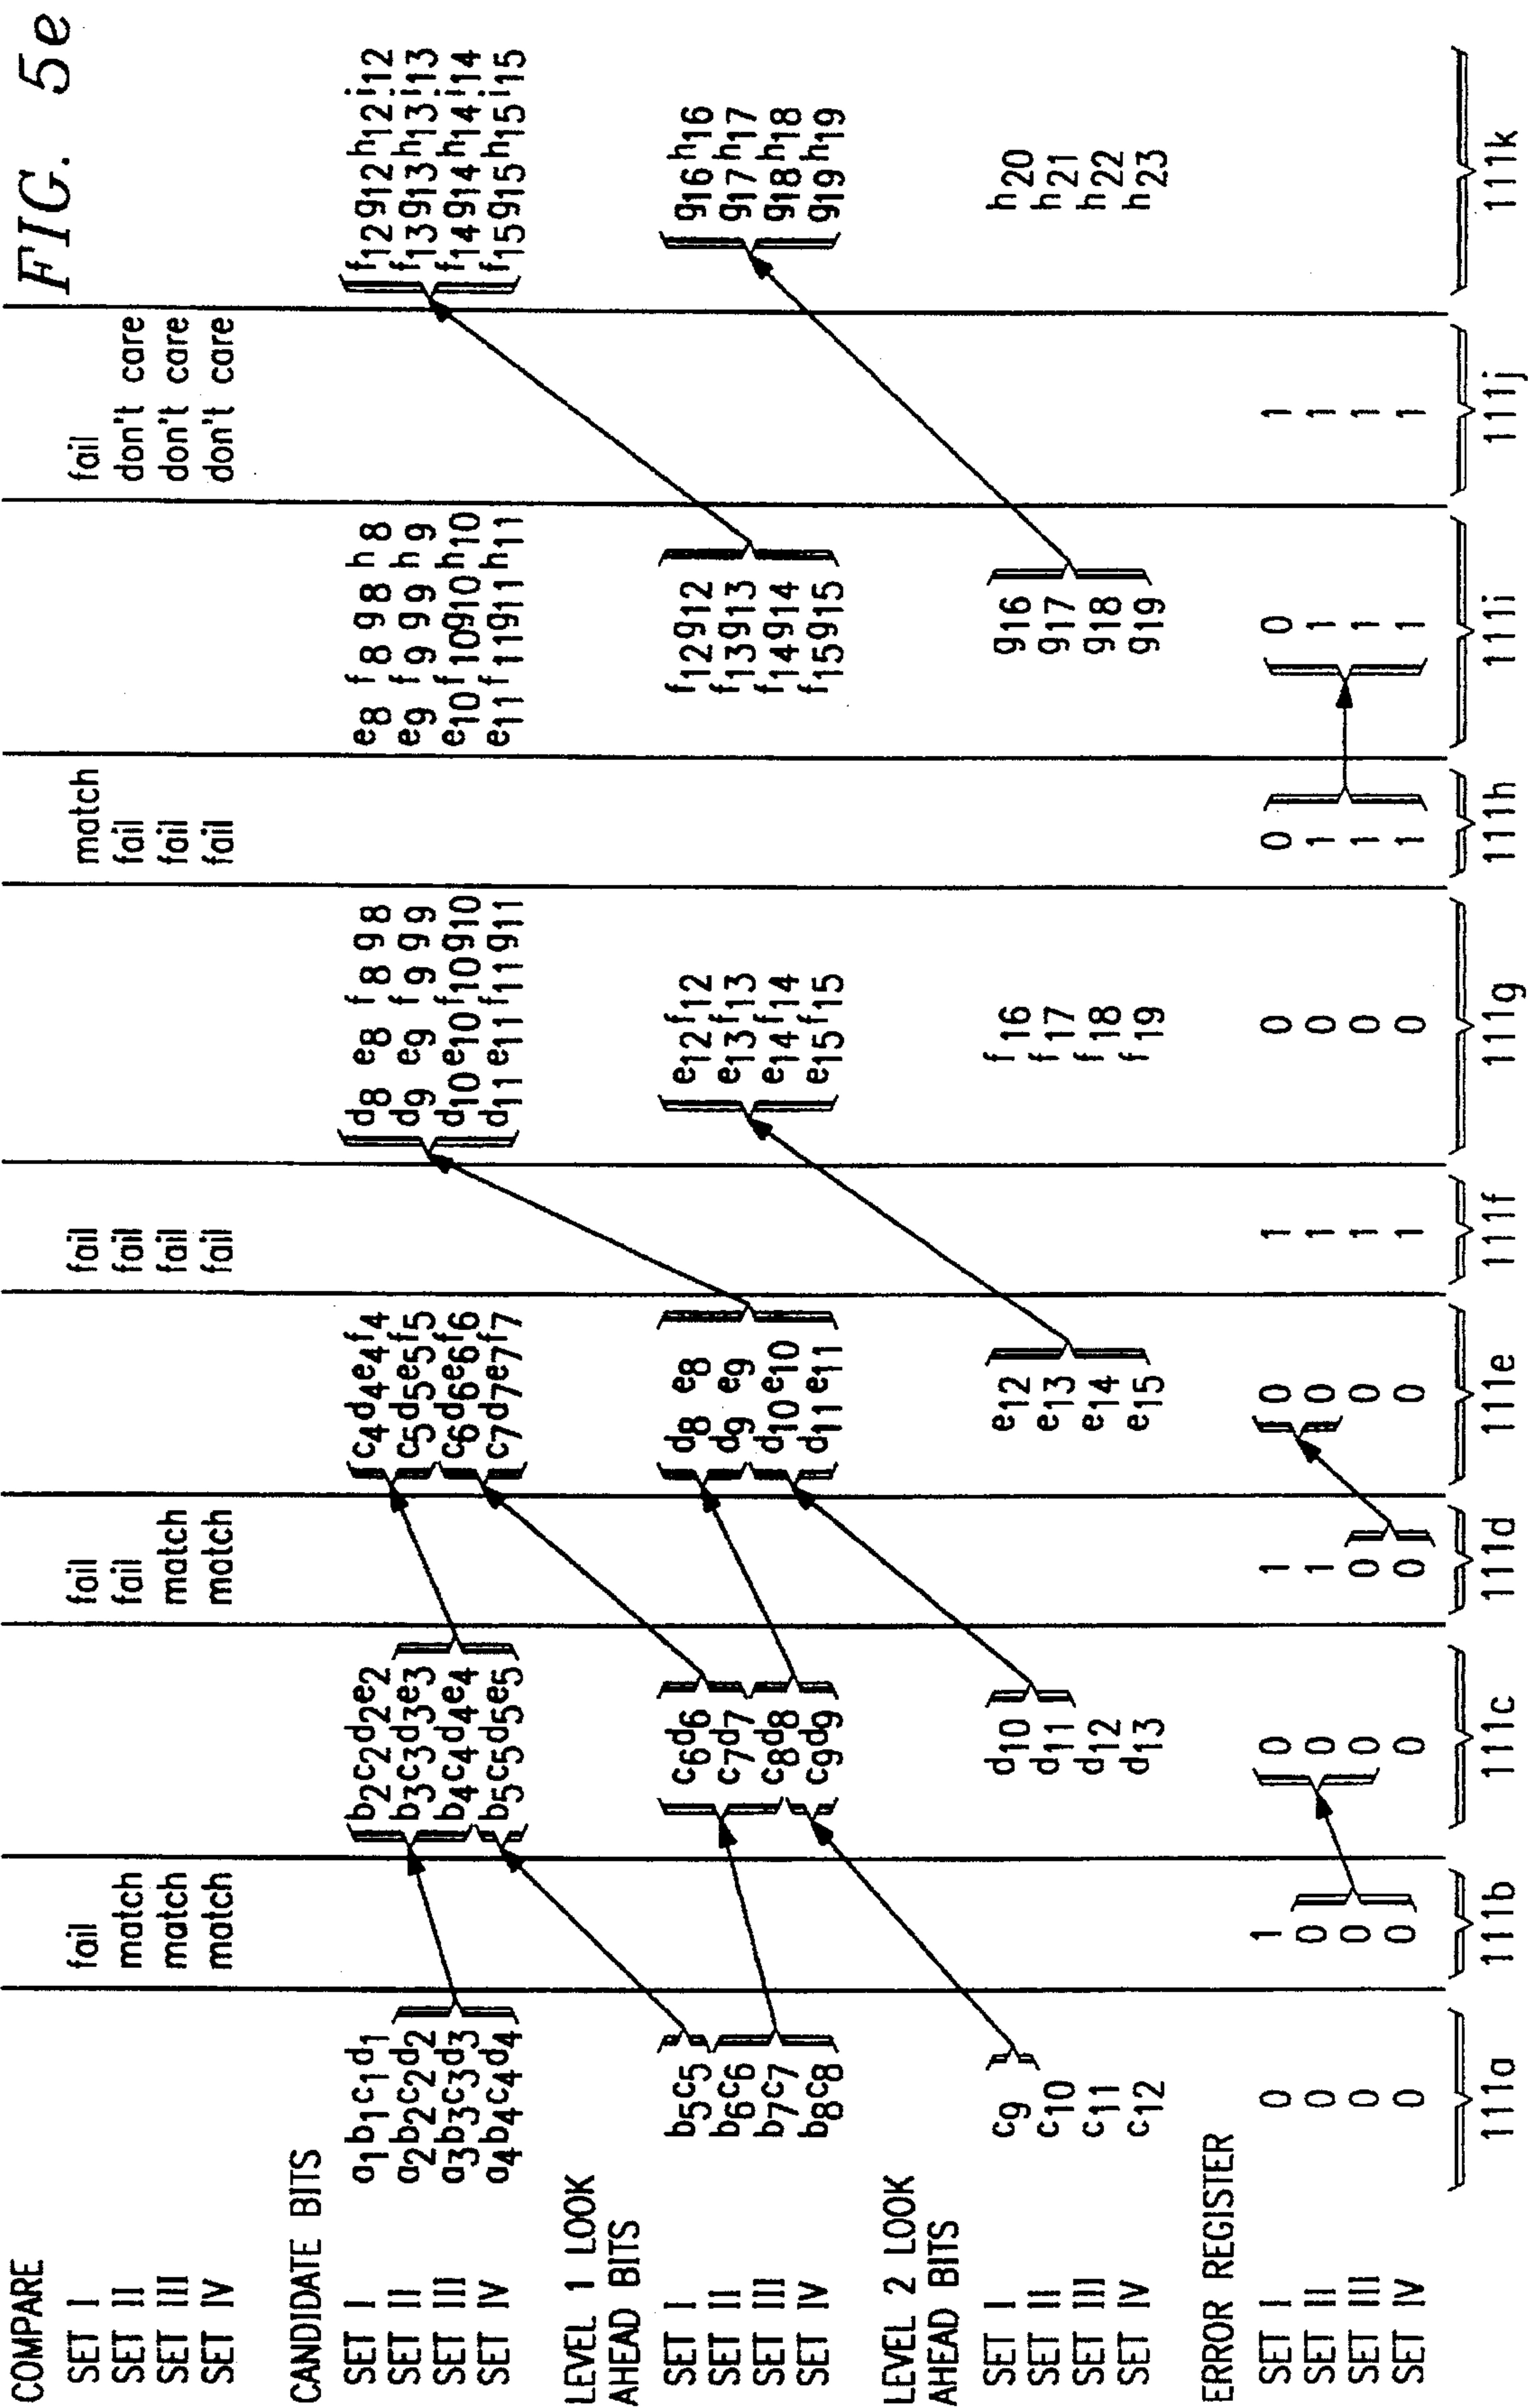 FIG. 5e
COMPARE
SET I fail fail fail match fail
SET II match fail fail fail don't care
SET III match match fail fail don't care
SET IV match match fail fail don't care
CANDIDATE BITS
SET I a1b1c1d1 b2c2d2e2 c4d4e4f4 d8 e8 f8 g8 e8 f8 g8 h8 f12g12h12i12
SET II a2b2c2d2 b3c3d3e3 c5d5e5f5 d9 e9 f9 g9 e9 f9 g9 h9 f13g13h13i13
SET III a3b3c3d3 b4c4d4e4 c6d6e6f6 d10e10f10g10 e10f10g10h10 f14g14h14i14
SET IV a4b4c4d4 b5c5d5e5 c7d7e7f7 d11e11f11g11 e11f11g11h11 f15g15h15i15
LEVEL 1 LOOK
AHEAD BITS
SET I b5c5 c6d6 d8 e8 e12f12 f12g12 g16h16
SET II b6c6 c7d7 d9 e9 e13f13 f13g13 g17h17
SET III b7c7 c8d8 d10e10 e14f14 f14g14 g18h18
SET IV b8c8 c9d9 d11e11 e15f15 f15g15 g19h19
LEVEL 2 LOOK
AHEAD BITS
SET I c9 d10 e12 f16 g16 h20
SET II c10 d11 e13 f17 g17 h21
SET III c11 d12 e14 f18 g18 h22
SET IV c12 d13 e15 f19 g19 h23
ERROR REGISTER
SET I 0 1 0 1 0 1 0 0 0 1
SET II 0 0 0 1 0 1 0 1 1 1
SET III 0 0 0 0 0 1 0 1 1 1
SET IV 0 0 0 0 0 1 0 1 1 1
111a 111b 111c 111d 111e 111f 111g 111h 111i 111j 111k